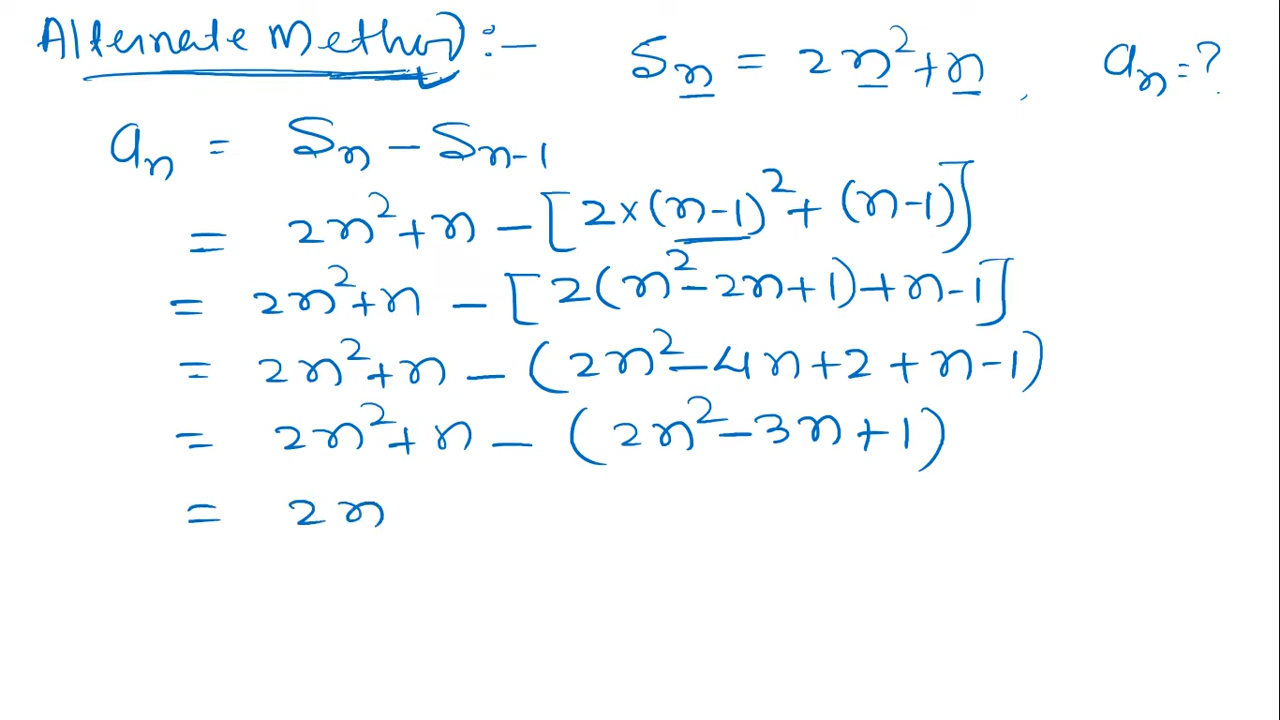 Alternate Method :-
Sn = 2n²+n, an = ?
an = Sn - Sn-1
= 2n²+n - [2×(n-1)²+(n-1)]
= 2n²+n - [2(n²-2n+1)+n-1]
= 2n²+n - (2n²-4n+2+n-1)
= 2n²+n - (2n²-3n+1)
= 2n